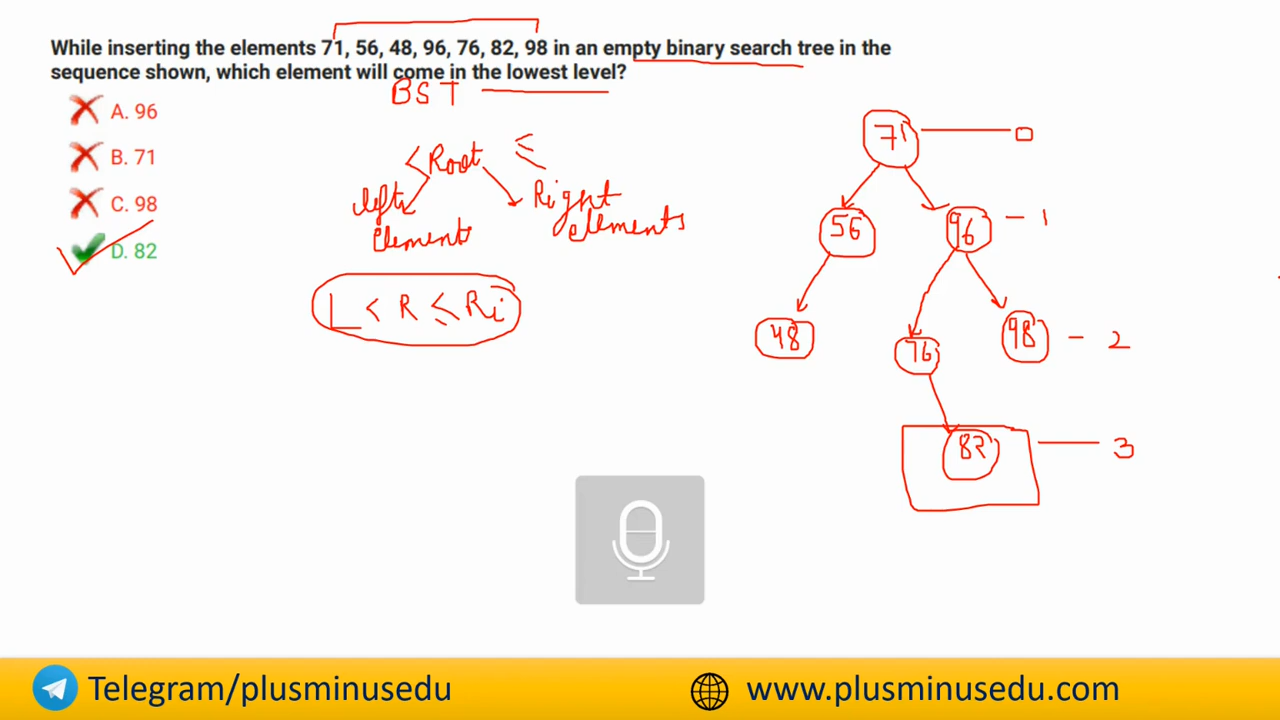 While inserting the elements 71, 56, 48, 96, 76, 82, 98 in an empty binary search tree in the
sequence shown, which element will come in the lowest level?
A. 96
B. 71
C. 98
D. 82
BST
< Root ≤
left
elements
Right
elements
L < R ≤ Ri
71 0
56 96 - 1
48 76 98 - 2
82 3
Telegram/plusminusedu
www.plusminusedu.com